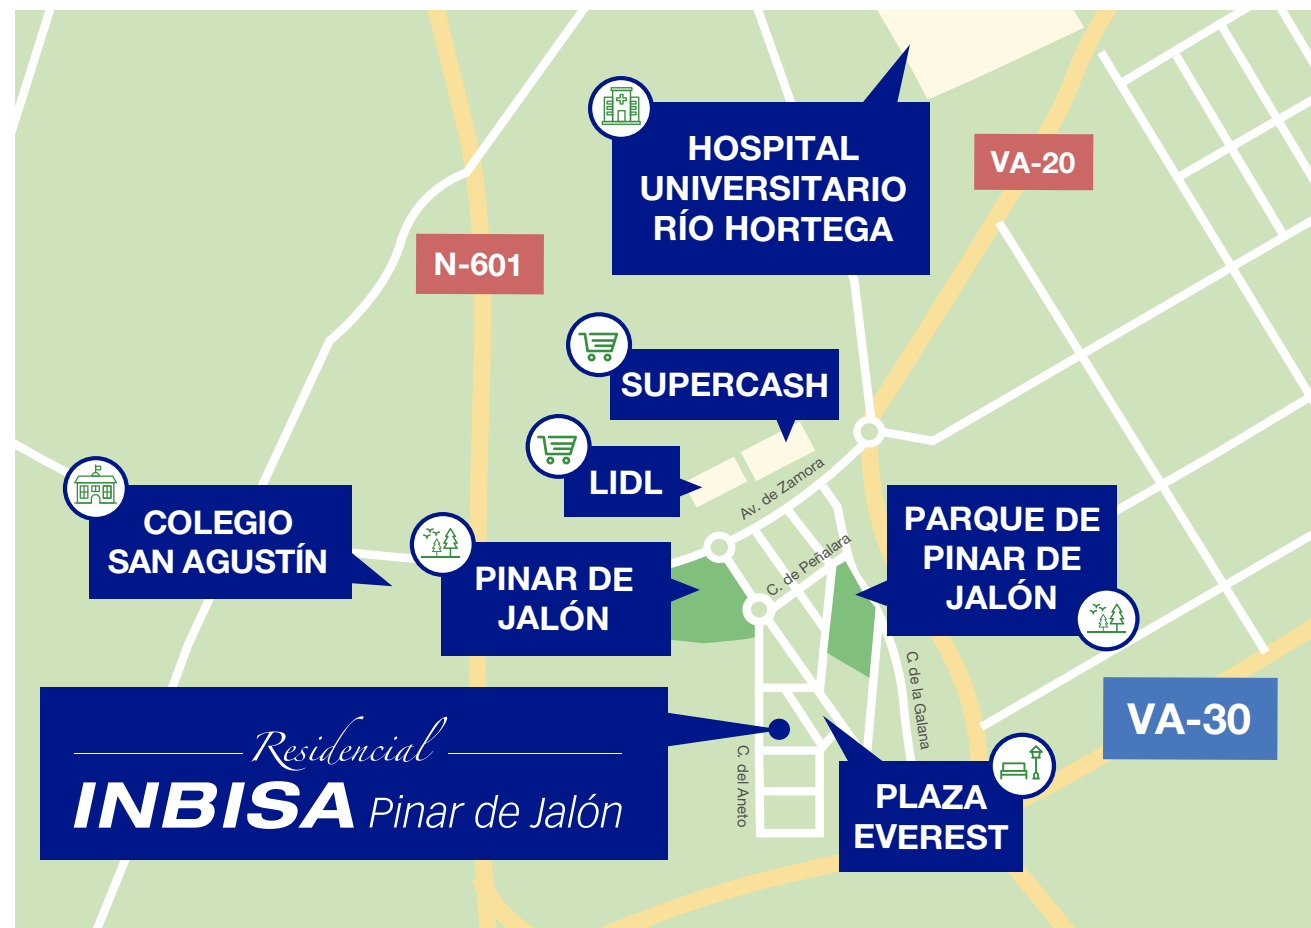 HOSPITAL
UNIVERSITARIO
RÍO HORTEGA
VA-20
N-601
SUPERCASH
LIDL
Av. de Zamora
COLEGIO
SAN AGUSTÍN
PINAR DE
JALÓN
C. de Peñalara
PARQUE DE
PINAR DE
JALÓN
C. de la Galana
VA-30
Residencial
INBISA Pinar de Jalón
C. del Aneto
PLAZA
EVEREST